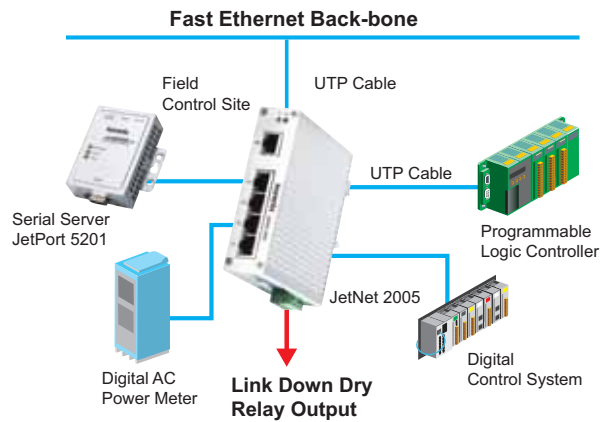 Fast Ethernet Back-bone
Field
Control Site
UTP Cable
UTP Cable
Serial Server
JetPort 5201
Programmable
Logic Controller
JetNet 2005
Digital AC
Power Meter
Link Down Dry
Relay Output
Digital
Control System